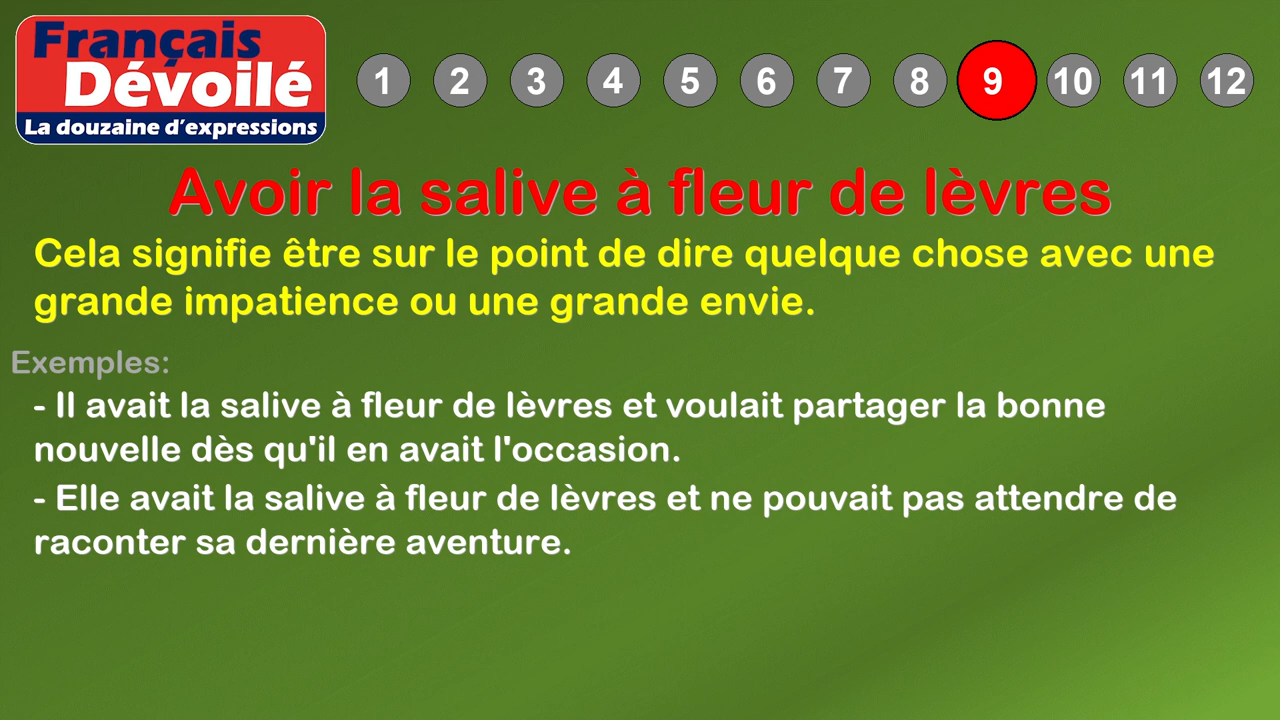 Français
Dévoilé
La douzaine d'expressions
1 2 3 4 5 6 7 8 9 10 11 12
Avoir la salive à fleur de lèvres
Cela signifie être sur le point de dire quelque chose avec une
grande impatience ou une grande envie.
Exemples:
- Il avait la salive à fleur de lèvres et voulait partager la bonne
nouvelle dès qu'il en avait l'occasion.
- Elle avait la salive à fleur de lèvres et ne pouvait pas attendre de
raconter sa dernière aventure.